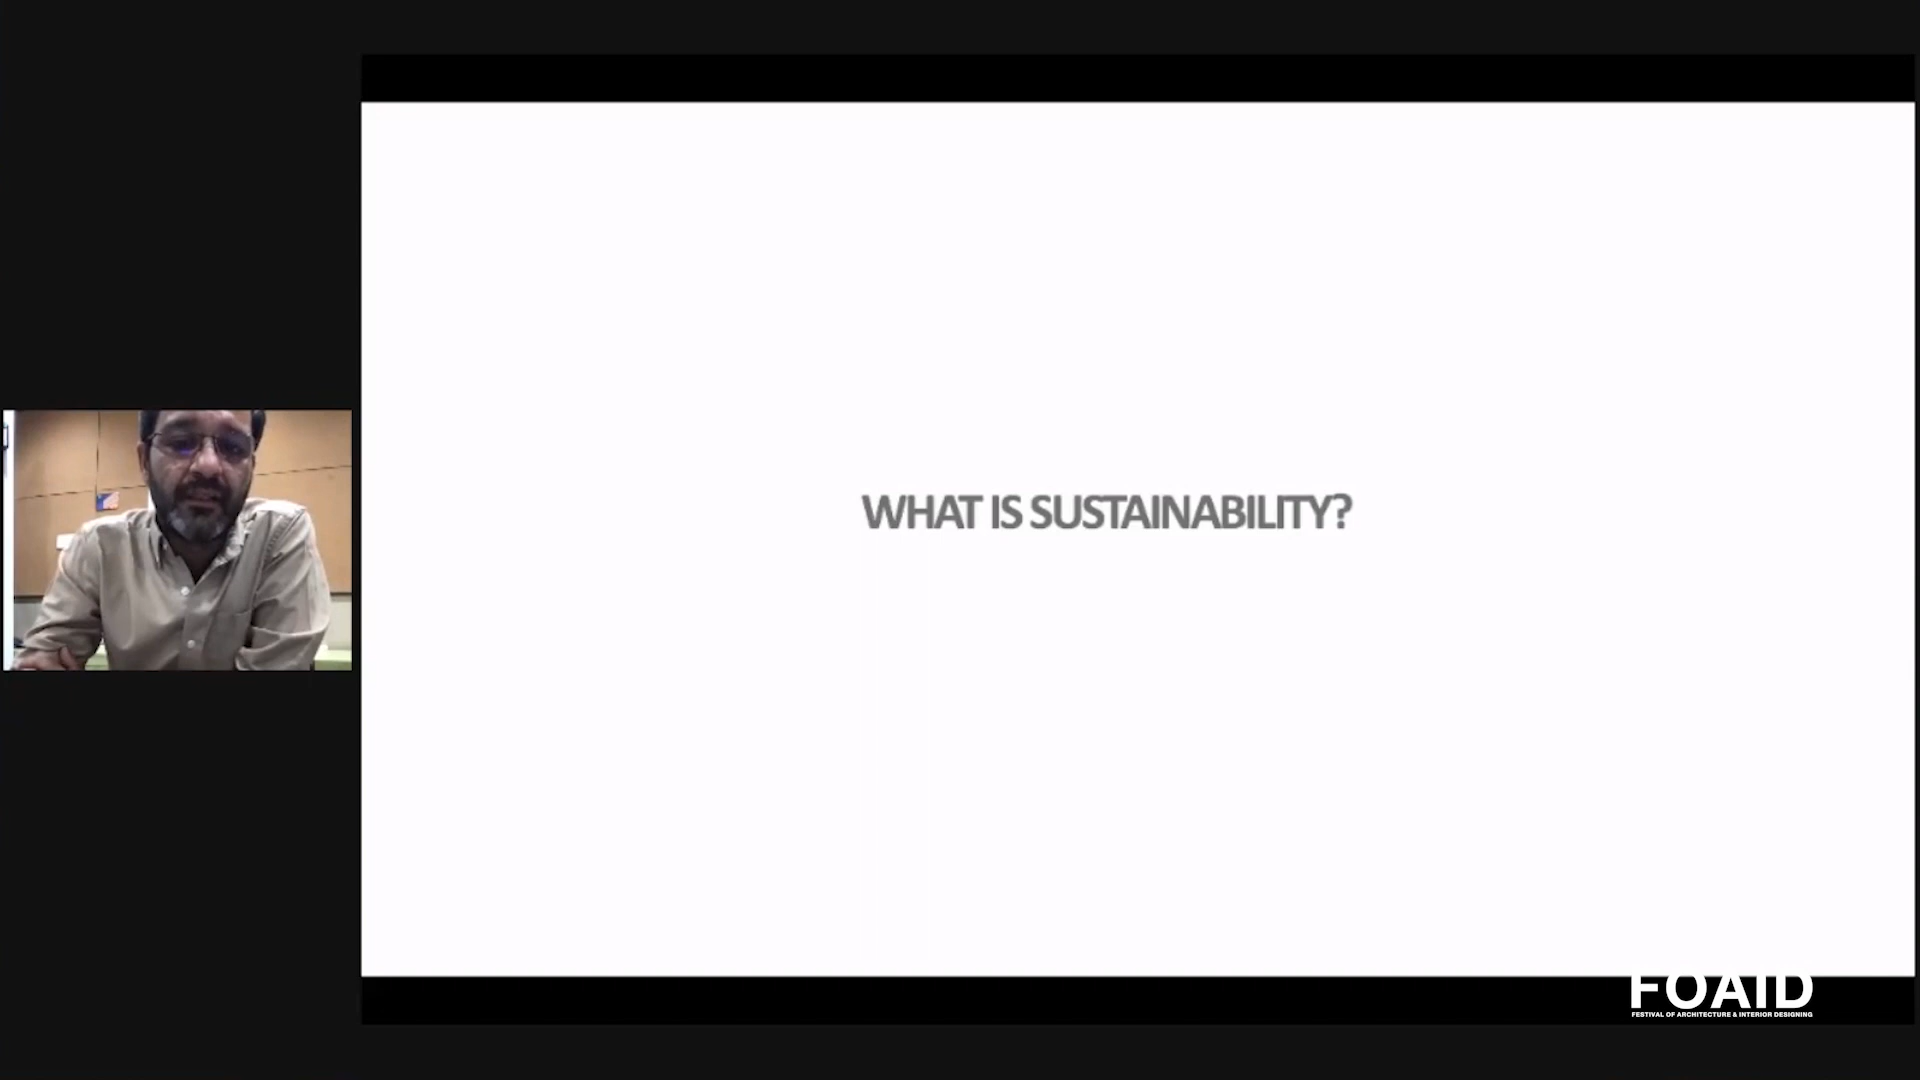 WHAT IS SUSTAINABILITY?
FOAID
FESTIVAL OF ARCHITECTURE & INTERIOR DESIGNING